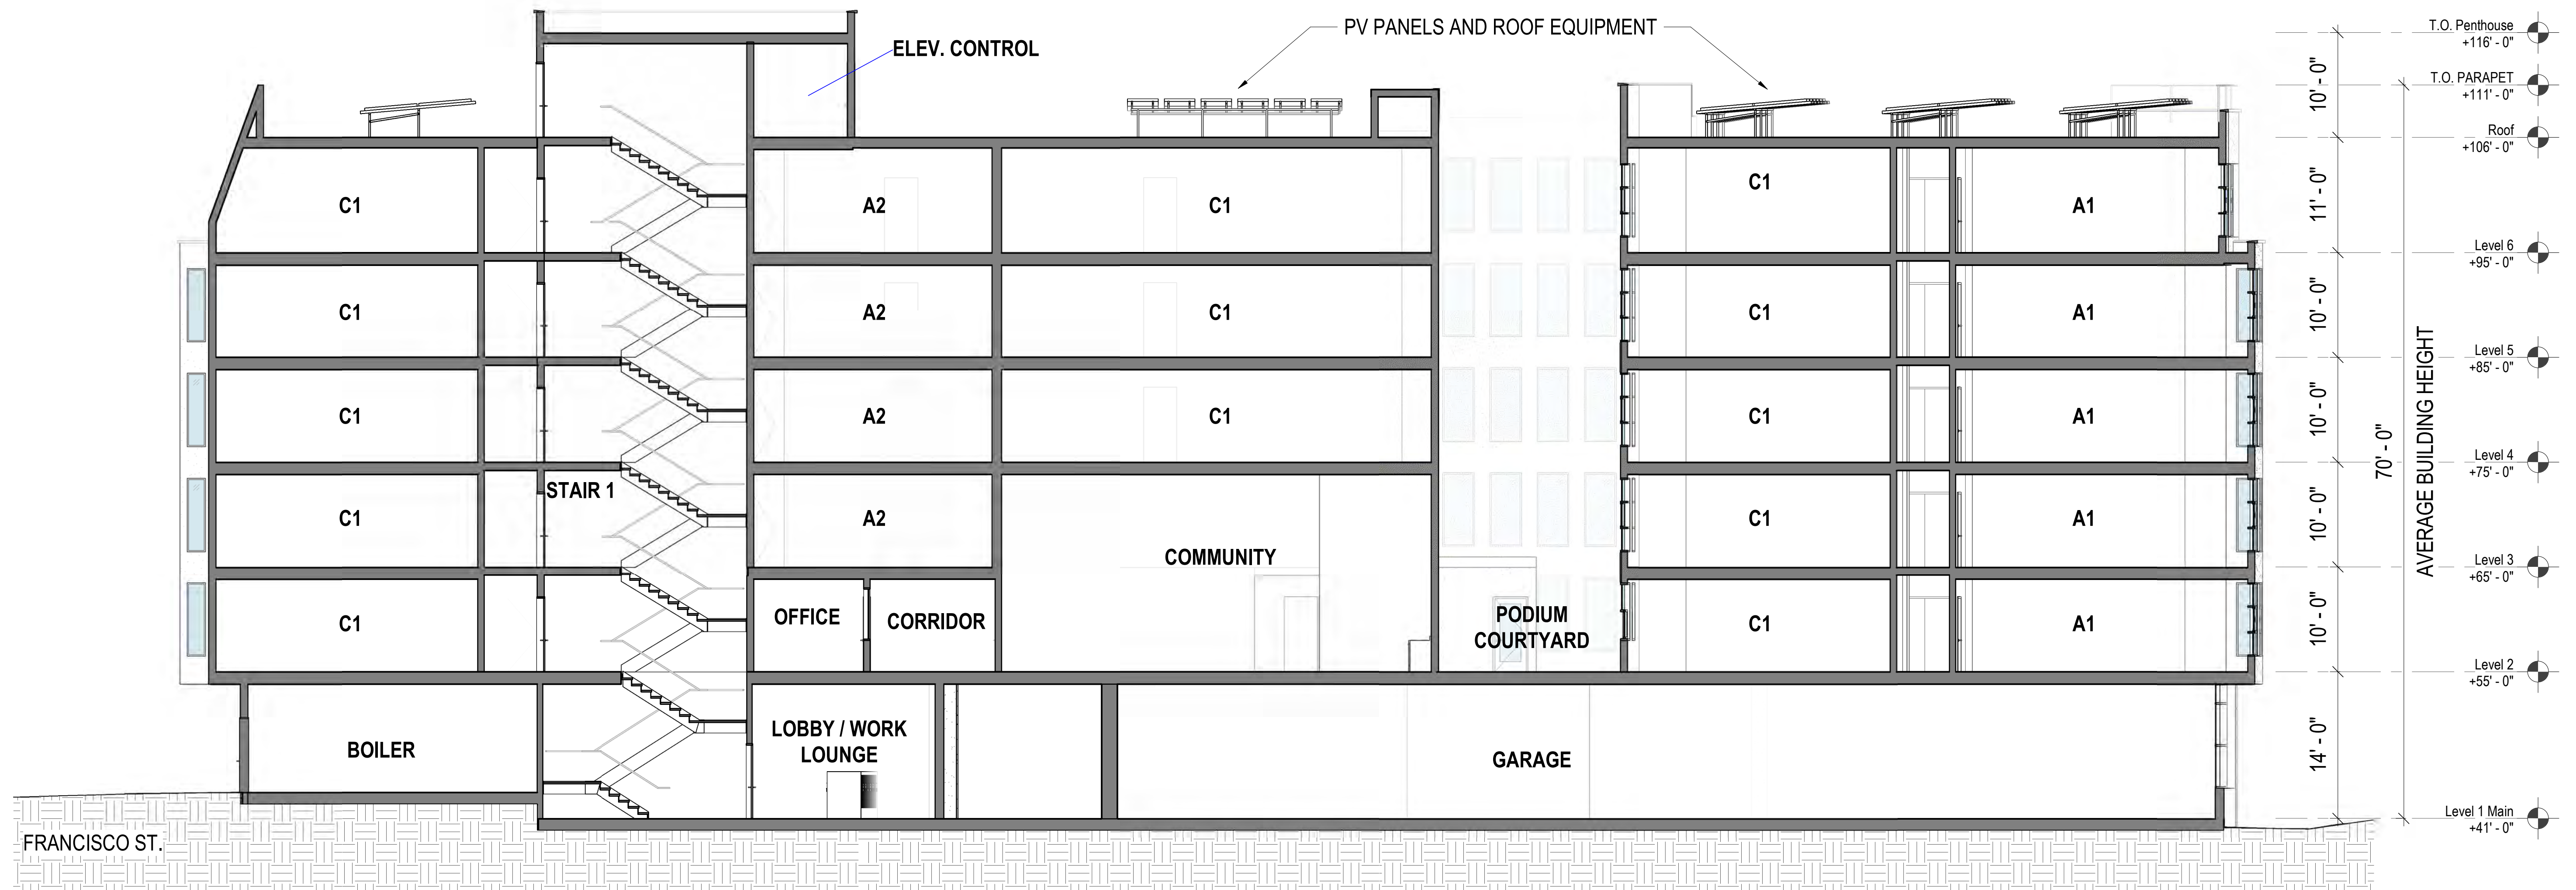 PV PANELS AND ROOF EQUIPMENT
ELEV. CONTROL
T.O. Penthouse
+116' - 0"
10' - 0"
T.O. PARAPET
+111' - 0"
Roof
+106' - 0"
C1
A2
C1
C1
A1
11' - 0"
Level 6
+95' - 0"
C1
A2
C1
C1
A1
10' - 0"
Level 5
+85' - 0"
C1
A2
C1
C1
A1
10' - 0"
70' - 0"
AVERAGE BUILDING HEIGHT
Level 4
+75' - 0"
STAIR 1
C1
A2
C1
A1
10' - 0"
COMMUNITY
Level 3
+65' - 0"
C1
OFFICE
CORRIDOR
PODIUM
COURTYARD
C1
A1
10' - 0"
Level 2
+55' - 0"
BOILER
LOBBY / WORK
LOUNGE
GARAGE
14' - 0"
Level 1 Main
+41' - 0"
FRANCISCO ST.